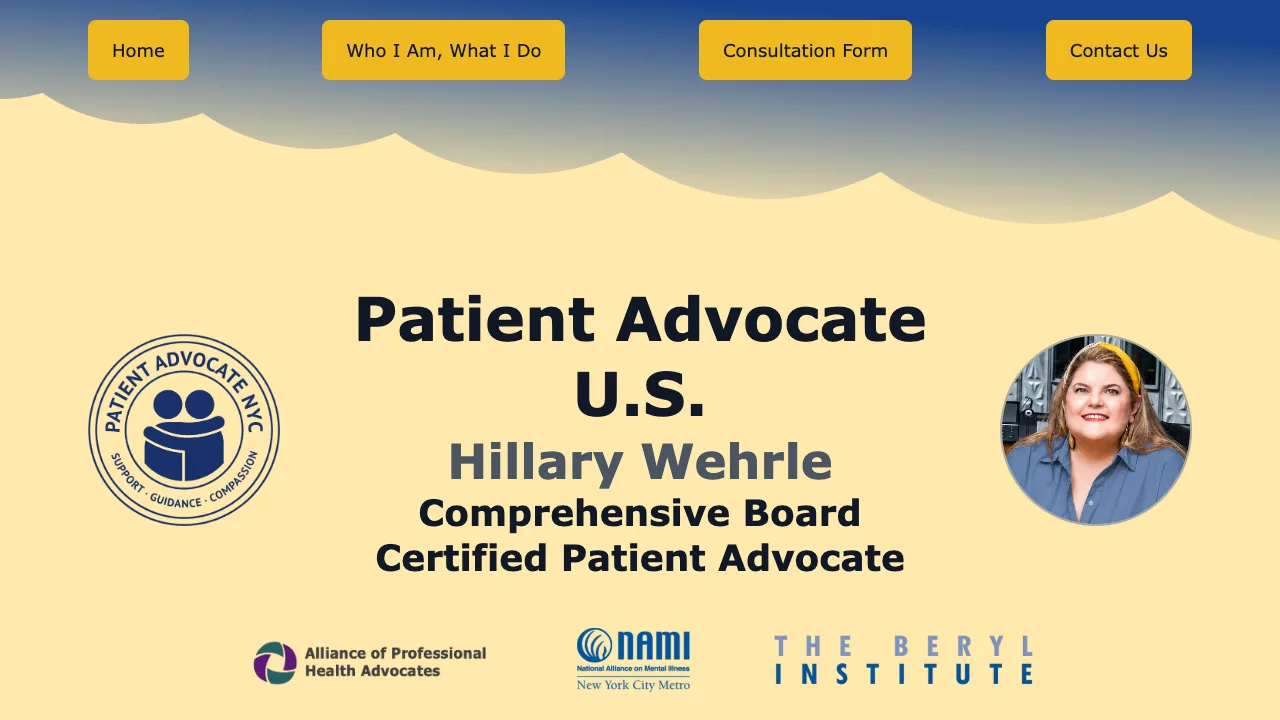 Home
Who I Am, What I Do
Consultation Form
Contact Us
Patient Advocate
U.S.
Hillary Wehrle
Comprehensive Board
Certified Patient Advocate
PATIENT ADVOCATE NYC
SUPPORT · GUIDANCE · COMPASSION
Alliance of Professional
Health Advocates
NAMI
National Alliance on Mental Illness
New York City Metro
THE BERYL
INSTITUTE